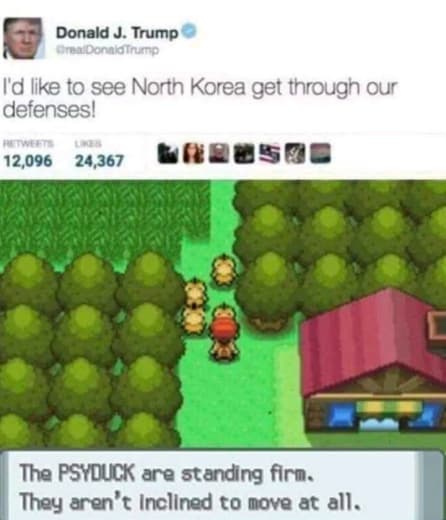 Donald J. Trump
@realDonaldTrump
I'd like to see North Korea get through our
defenses!
RETWEETS LIKES
12,096 24,367
The PSYDUCK are standing firm.
They aren't inclined to move at all.